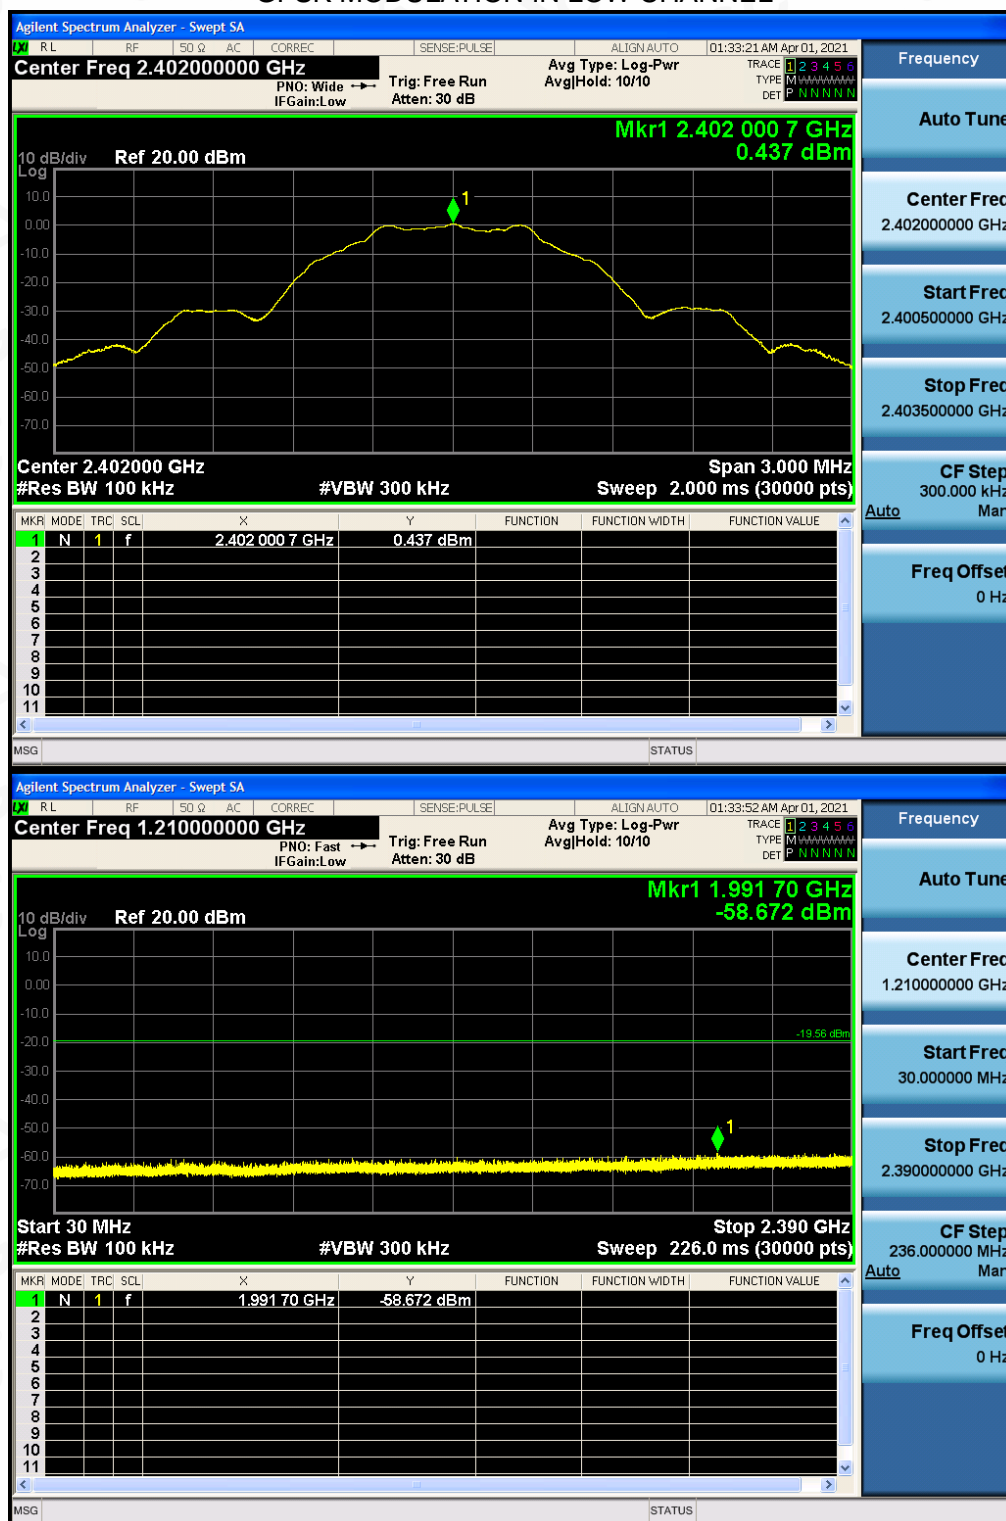 Agilent Spectrum Analyzer - Swept SA
LXI RL RF 50 Ω AC CORREC SENSE:PULSE ALIGN AUTO 01:33:21 AM Apr 01, 2021
Center Freq 2.402000000 GHz
PNO: Wide
IFGain:Low
Trig: Free Run
Atten: 30 dB
Avg Type: Log-Pwr
Avg|Hold: 10/10
TRACE 1 2 3 4 5 6
TYPE M WWWWW
DET P N N N N N
Frequency
Auto Tune
Center Freq
2.402000000 GHz
Start Freq
2.400500000 GHz
Stop Freq
2.403500000 GHz
CF Step
300.000 kHz
Auto Man
Freq Offset
0 Hz
Mkr1 2.402 000 7 GHz
0.437 dBm
10 dB/div Ref 20.00 dBm
Log
10.0
0.00
-10.0
-20.0
-30.0
-40.0
-50.0
-60.0
-70.0
1
Center 2.402000 GHz Span 3.000 MHz
#Res BW 100 kHz #VBW 300 kHz Sweep 2.000 ms (30000 pts)
MKR MODE TRC SCL X Y FUNCTION FUNCTION WIDTH FUNCTION VALUE
1 N 1 f 2.402 000 7 GHz 0.437 dBm
2
3
4
5
6
7
8
9
10
11
MSG STATUS
Agilent Spectrum Analyzer - Swept SA
LXI RL RF 50 Ω AC CORREC SENSE:PULSE ALIGN AUTO 01:33:52 AM Apr 01, 2021
Center Freq 1.210000000 GHz
PNO: Fast
IFGain:Low
Trig: Free Run
Atten: 30 dB
Avg Type: Log-Pwr
Avg|Hold: 10/10
TRACE 1 2 3 4 5 6
TYPE M WWWWW
DET P N N N N N
Frequency
Auto Tune
Center Freq
1.210000000 GHz
Start Freq
30.000000 MHz
Stop Freq
2.390000000 GHz
CF Step
236.000000 MHz
Auto Man
Freq Offset
0 Hz
Mkr1 1.991 70 GHz
-58.672 dBm
10 dB/div Ref 20.00 dBm
Log
10.0
0.00
-10.0
-20.0
-30.0
-40.0
-50.0
-60.0
-70.0
-19.56 dBm
1
Start 30 MHz Stop 2.390 GHz
#Res BW 100 kHz #VBW 300 kHz Sweep 226.0 ms (30000 pts)
MKR MODE TRC SCL X Y FUNCTION FUNCTION WIDTH FUNCTION VALUE
1 N 1 f 1.991 70 GHz -58.672 dBm
2
3
4
5
6
7
8
9
10
11
MSG STATUS